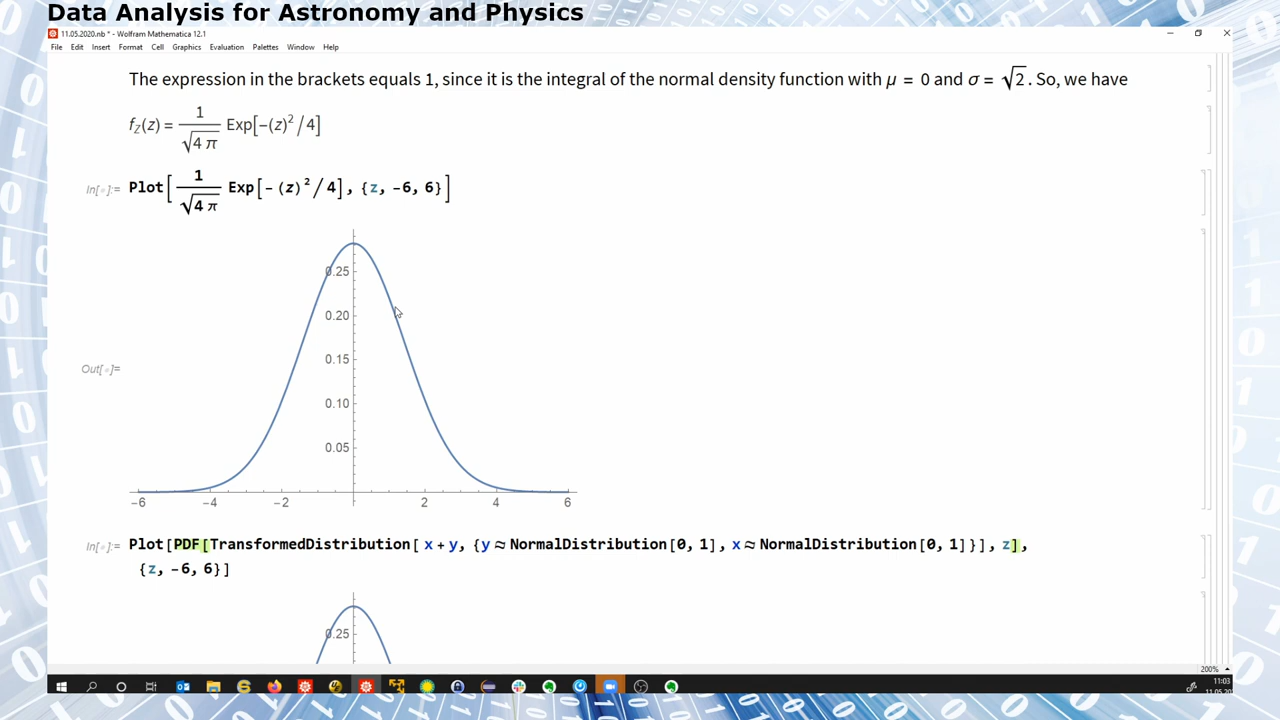 Data Analysis for Astronomy and Physics
11.05.2020.nb * - Wolfram Mathematica 12.1
File Edit Insert Format Cell Graphics Evaluation Palettes Window Help
The expression in the brackets equals 1, since it is the integral of the normal density function with μ = 0 and σ = √2. So, we have
f_Z(z) = 1/√(4 π) Exp[-(z)²/4]
In[◦]:= Plot[1/√(4 π) Exp[-(z)²/4], {z, -6, 6}]
0.25
0.20
0.15
Out[◦]=
0.10
0.05
-6 -4 -2 2 4 6
In[◦]:= Plot[PDF[TransformedDistribution[x + y, {y ≈ NormalDistribution[0, 1], x ≈ NormalDistribution[0, 1]}], z],
{z, -6, 6}]
0.25
200%
11:03
11.05.20